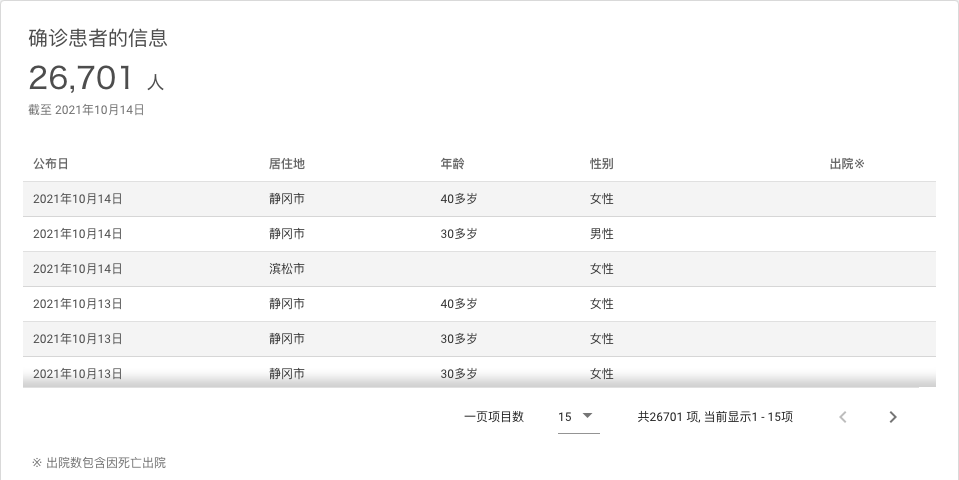 确诊患者的信息
26,701 人
截至 2021年10月14日
公布日 居住地 年龄 性别 出院※
2021年10月14日 静冈市 40多岁 女性
2021年10月14日 静冈市 30多岁 男性
2021年10月14日 滨松市 女性
2021年10月13日 静冈市 40多岁 女性
2021年10月13日 静冈市 30多岁 女性
2021年10月13日 静冈市 30多岁 女性
一页项目数 15 共26701 项, 当前显示1 - 15项
※ 出院数包含因死亡出院